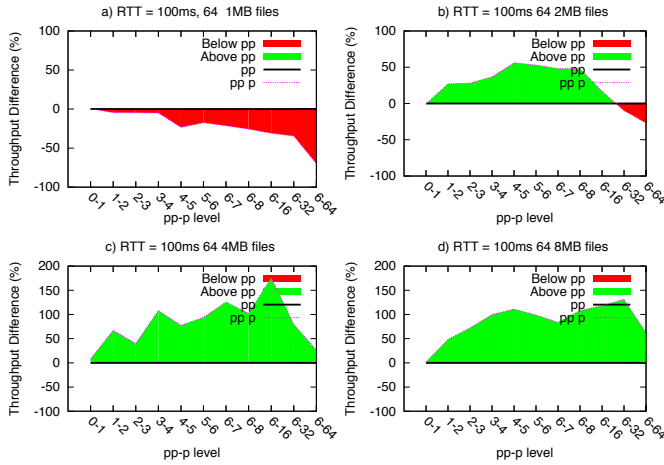 a) RTT = 100ms, 64 1MB files
Throughput Difference (%)
100
50
0
-50
-100
Below pp
Above pp
pp
pp p
0-1
1-2
2-3
3-4
4-5
5-6
6-7
6-8
6-16
6-32
6-64
pp-p level
b) RTT = 100ms 64 2MB files
Throughput Difference (%)
100
50
0
-50
-100
Below pp
Above pp
pp
pp p
0-1
1-2
2-3
3-4
4-5
5-6
6-7
6-8
6-16
6-32
6-64
pp-p level
c) RTT = 100ms 64 4MB files
Throughput Difference (%)
200
150
100
50
0
-50
-100
Below pp
Above pp
pp
pp p
0-1
1-2
2-3
3-4
4-5
5-6
6-7
6-8
6-16
6-32
6-64
pp-p level
d) RTT = 100ms 64 8MB files
Throughput Difference (%)
200
150
100
50
0
-50
-100
Below pp
Above pp
pp
pp p
0-1
1-2
2-3
3-4
4-5
5-6
6-7
6-8
6-16
6-32
6-64
pp-p level